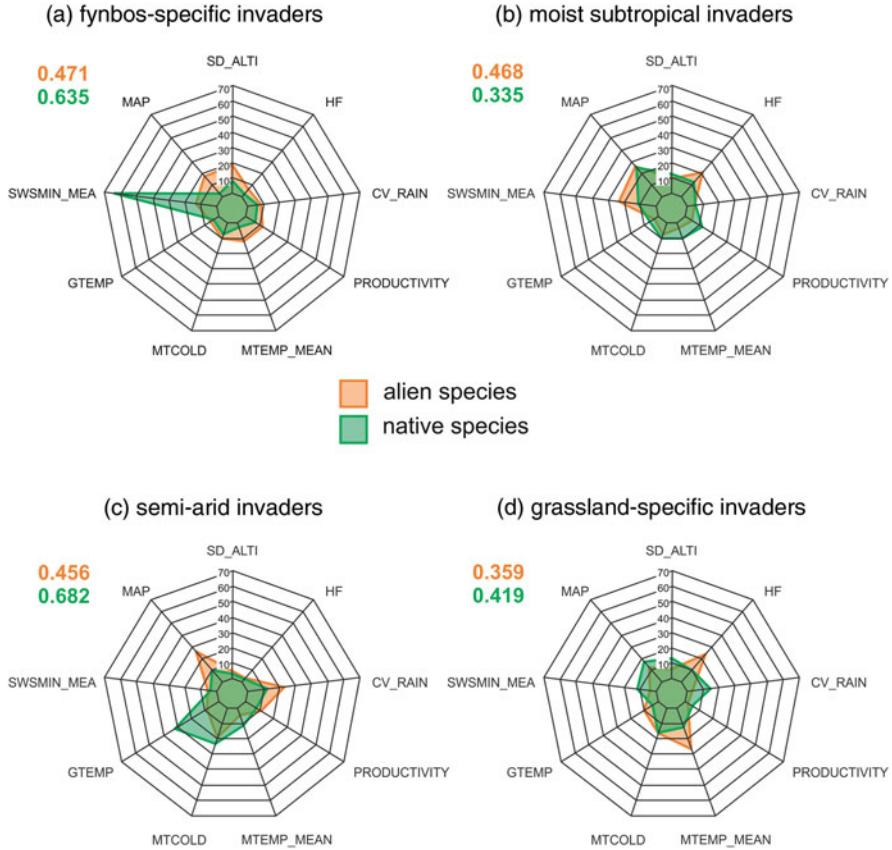 (a) fynbos-specific invaders
(b) moist subtropical invaders
0.471
0.635
SD_ALTI
MAP
HF
SWSMIN_MEA
CV_RAIN
GTEMP
PRODUCTIVITY
MTCOLD
MTEMP_MEAN
70
60
50
40
30
20
10
0.468
0.335
SD_ALTI
MAP
HF
SWSMIN_MEA
CV_RAIN
GTEMP
PRODUCTIVITY
MTCOLD
MTEMP_MEAN
70
60
50
40
30
20
10
alien species
native species
(c) semi-arid invaders
(d) grassland-specific invaders
0.456
0.682
SD_ALTI
MAP
HF
SWSMIN_MEA
CV_RAIN
GTEMP
PRODUCTIVITY
MTCOLD
MTEMP_MEAN
70
60
50
40
30
20
10
0.359
0.419
SD_ALTI
MAP
HF
SWSMIN_MEA
CV_RAIN
GTEMP
PRODUCTIVITY
MTCOLD
MTEMP_MEAN
70
60
50
40
30
20
10